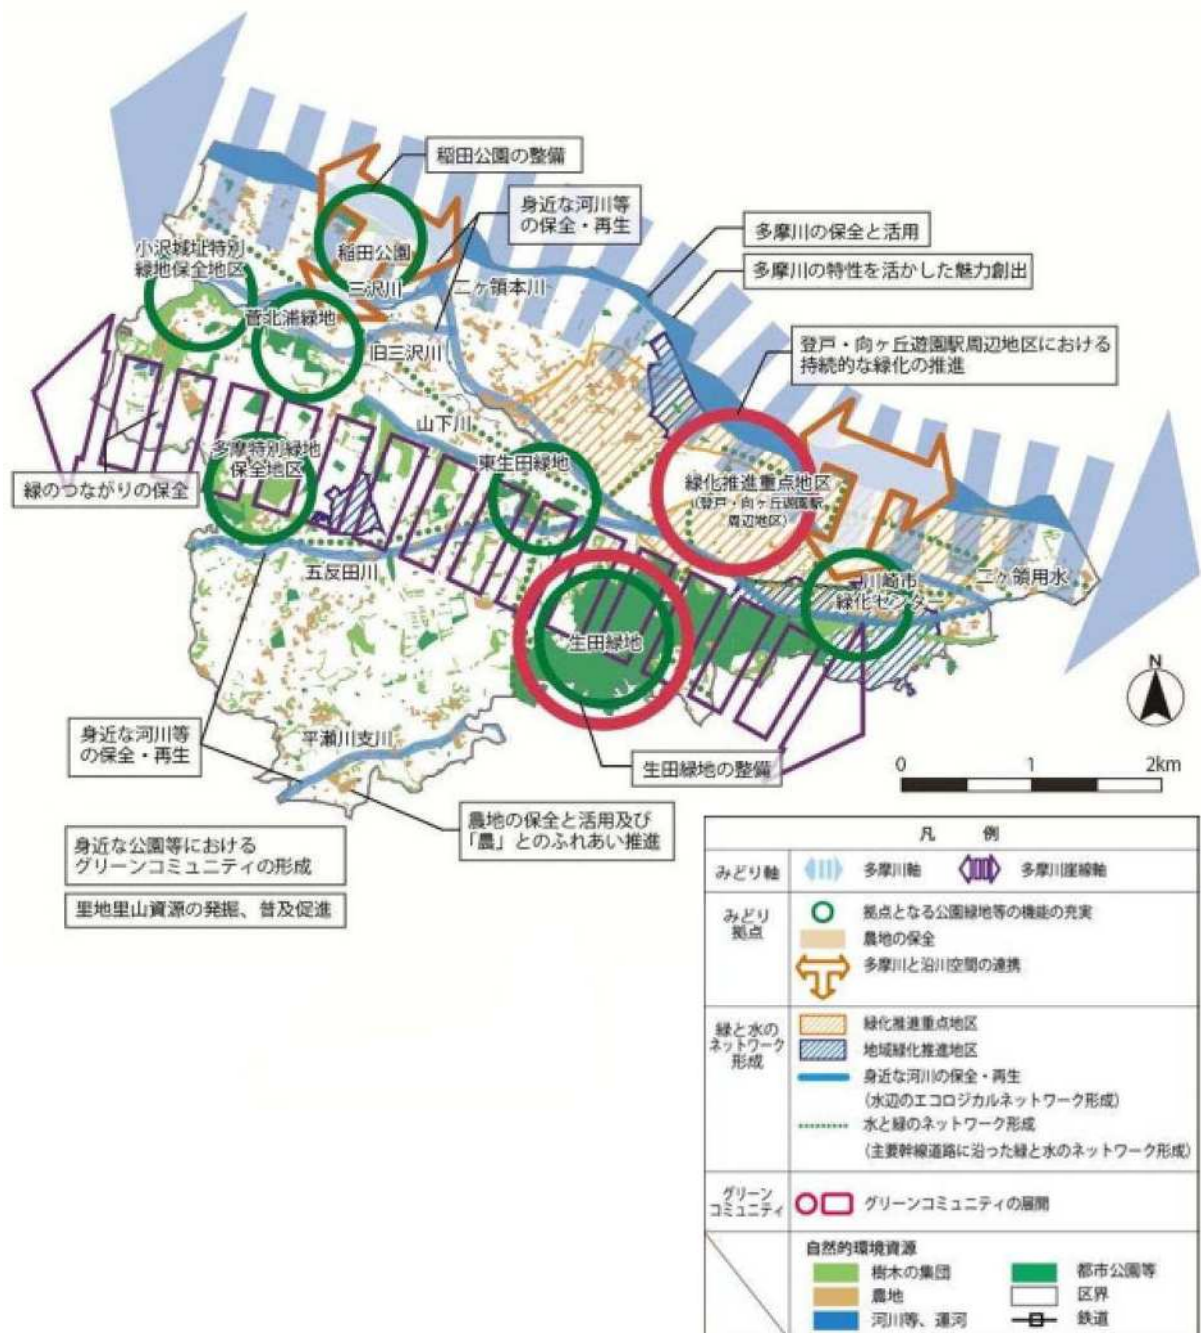 稲田公園の整備
身近な河川等
の保全・再生
多摩川の保全と活用
小沢城址特別
緑地保全地区
稲田公園
多摩川の特性を活かした魅力創出
三沢川
二ヶ領本川
菅北浦緑地
旧三沢川
登戸・向ヶ丘遊園駅周辺地区における
持続的な緑化の推進
山下川
多摩特別緑地
保全地区
東生田緑地
緑のつながりの保全
緑化推進重点地区
(登戸・向ヶ丘遊園駅
周辺地区)
五反田川
川崎市
緑化センター
二ヶ領用水
生田緑地
N
身近な河川等
の保全・再生
平瀬川支川
生田緑地の整備
0 1 2km
農地の保全と活用及び
「農」とのふれあい推進
身近な公園等における
グリーンコミュニティの形成
里地里山資源の発掘、普及促進
凡 例
みどり軸
多摩川軸
多摩川崖線軸
みどり
拠点
拠点となる公園緑地等の機能の充実
農地の保全
多摩川と沿川空間の連携
緑と水の
ネットワーク
形成
緑化推進重点地区
地域緑化推進地区
身近な河川の保全・再生
(水辺のエコロジカルネットワーク形成)
水と緑のネットワーク形成
(主要幹線道路に沿った緑と水のネットワーク形成)
グリーン
コミュニティ
グリーンコミュニティの展開
自然的環境資源
樹木の集団
都市公園等
農地
区界
河川等、運河
鉄道